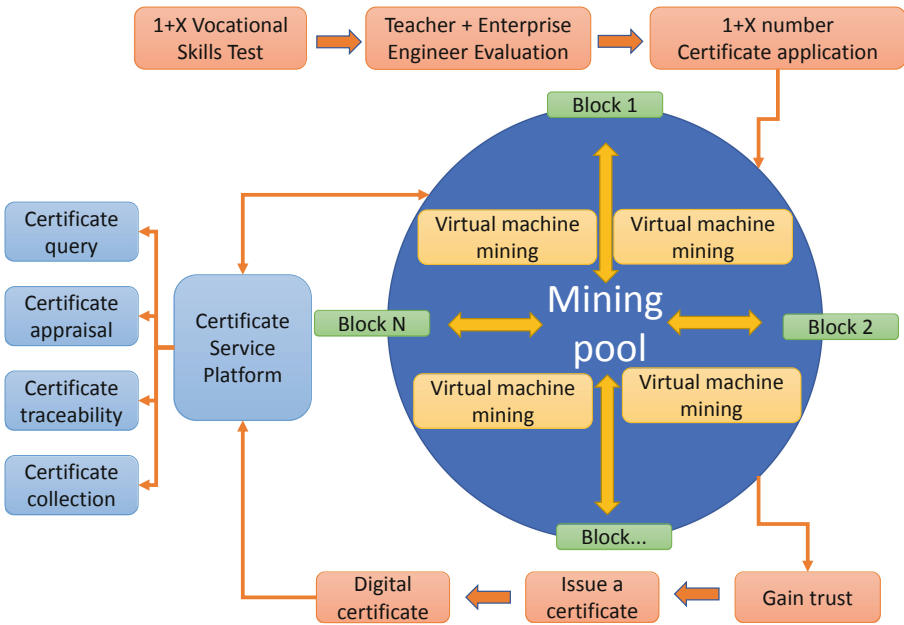 1+X Vocational
Skills Test
Teacher + Enterprise
Engineer Evaluation
1+X number
Certificate application
Block 1
Certificate
query
Certificate
appraisal
Certificate
traceability
Certificate
collection
Certificate
Service
Platform
Virtual machine
mining
Virtual machine
mining
Block N
Mining
pool
Block 2
Virtual machine
mining
Virtual machine
mining
Block...
Digital
certificate
Issue a
certificate
Gain trust